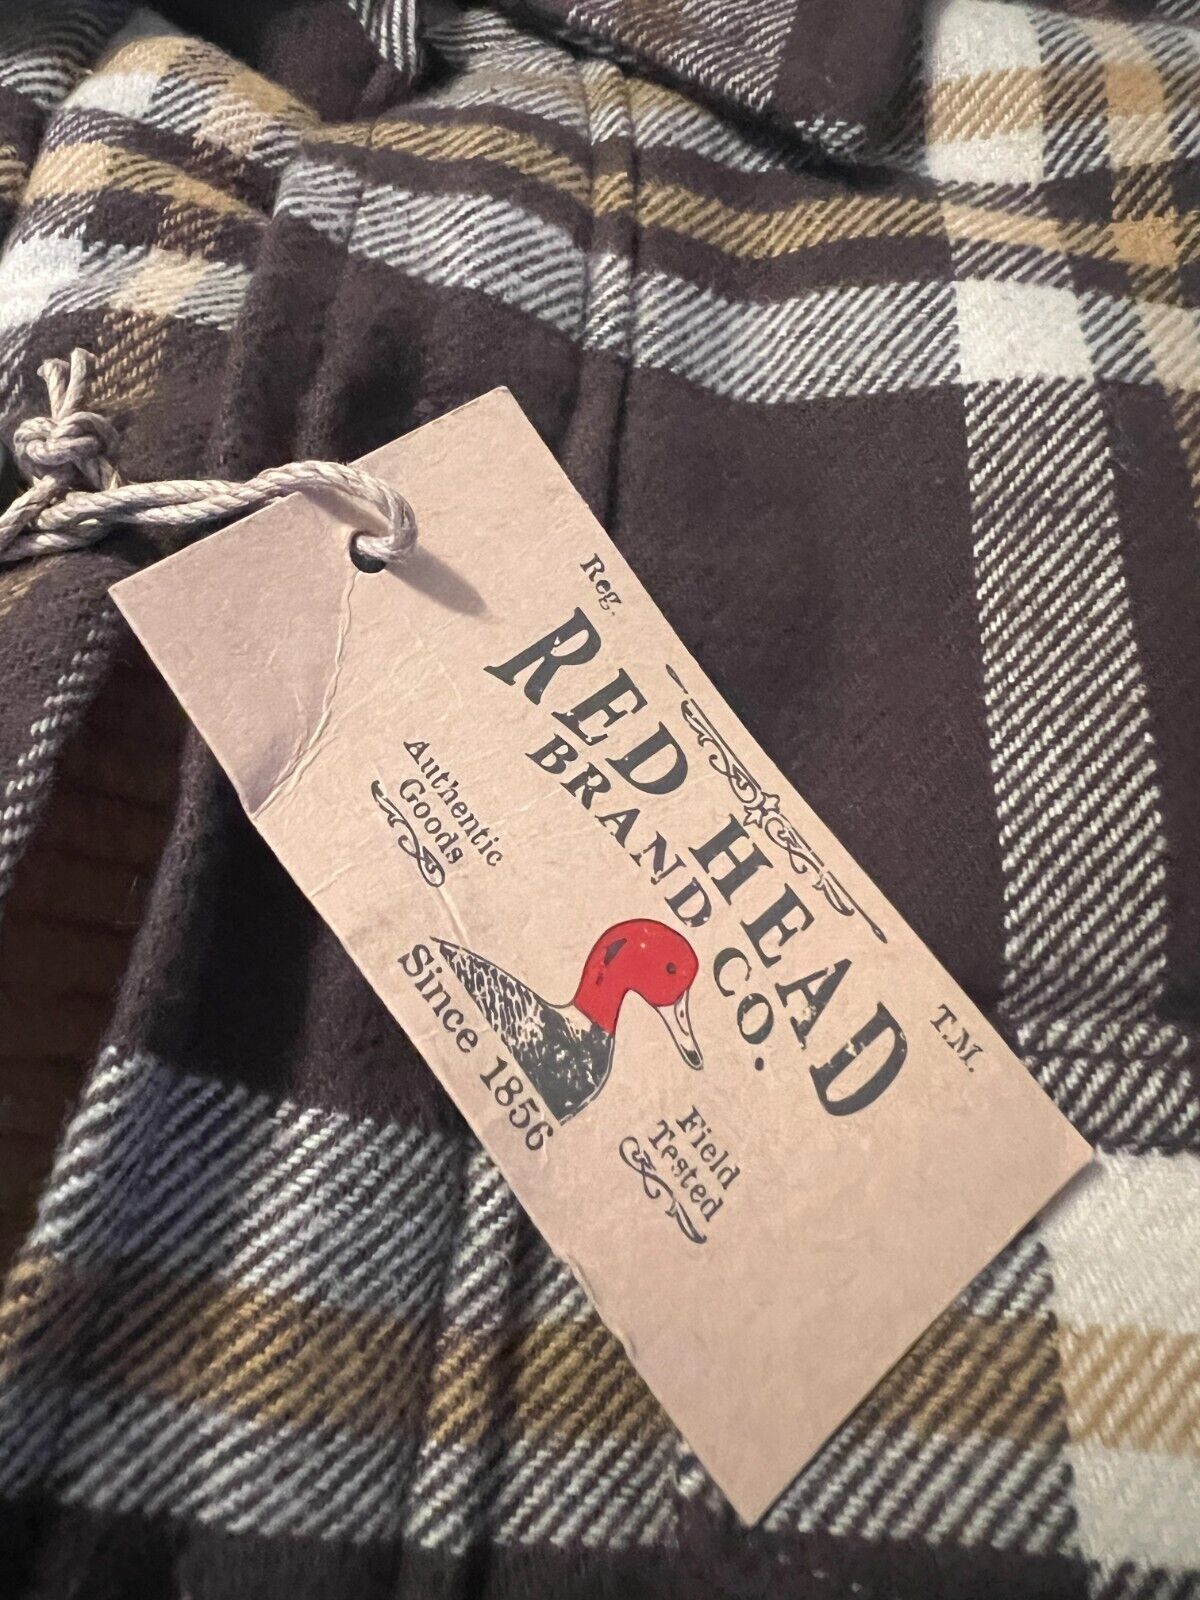 Reg.
RED HEAD
BRAND CO.
T.M.
Authentic
Goods
Since 1856
Field
Tested